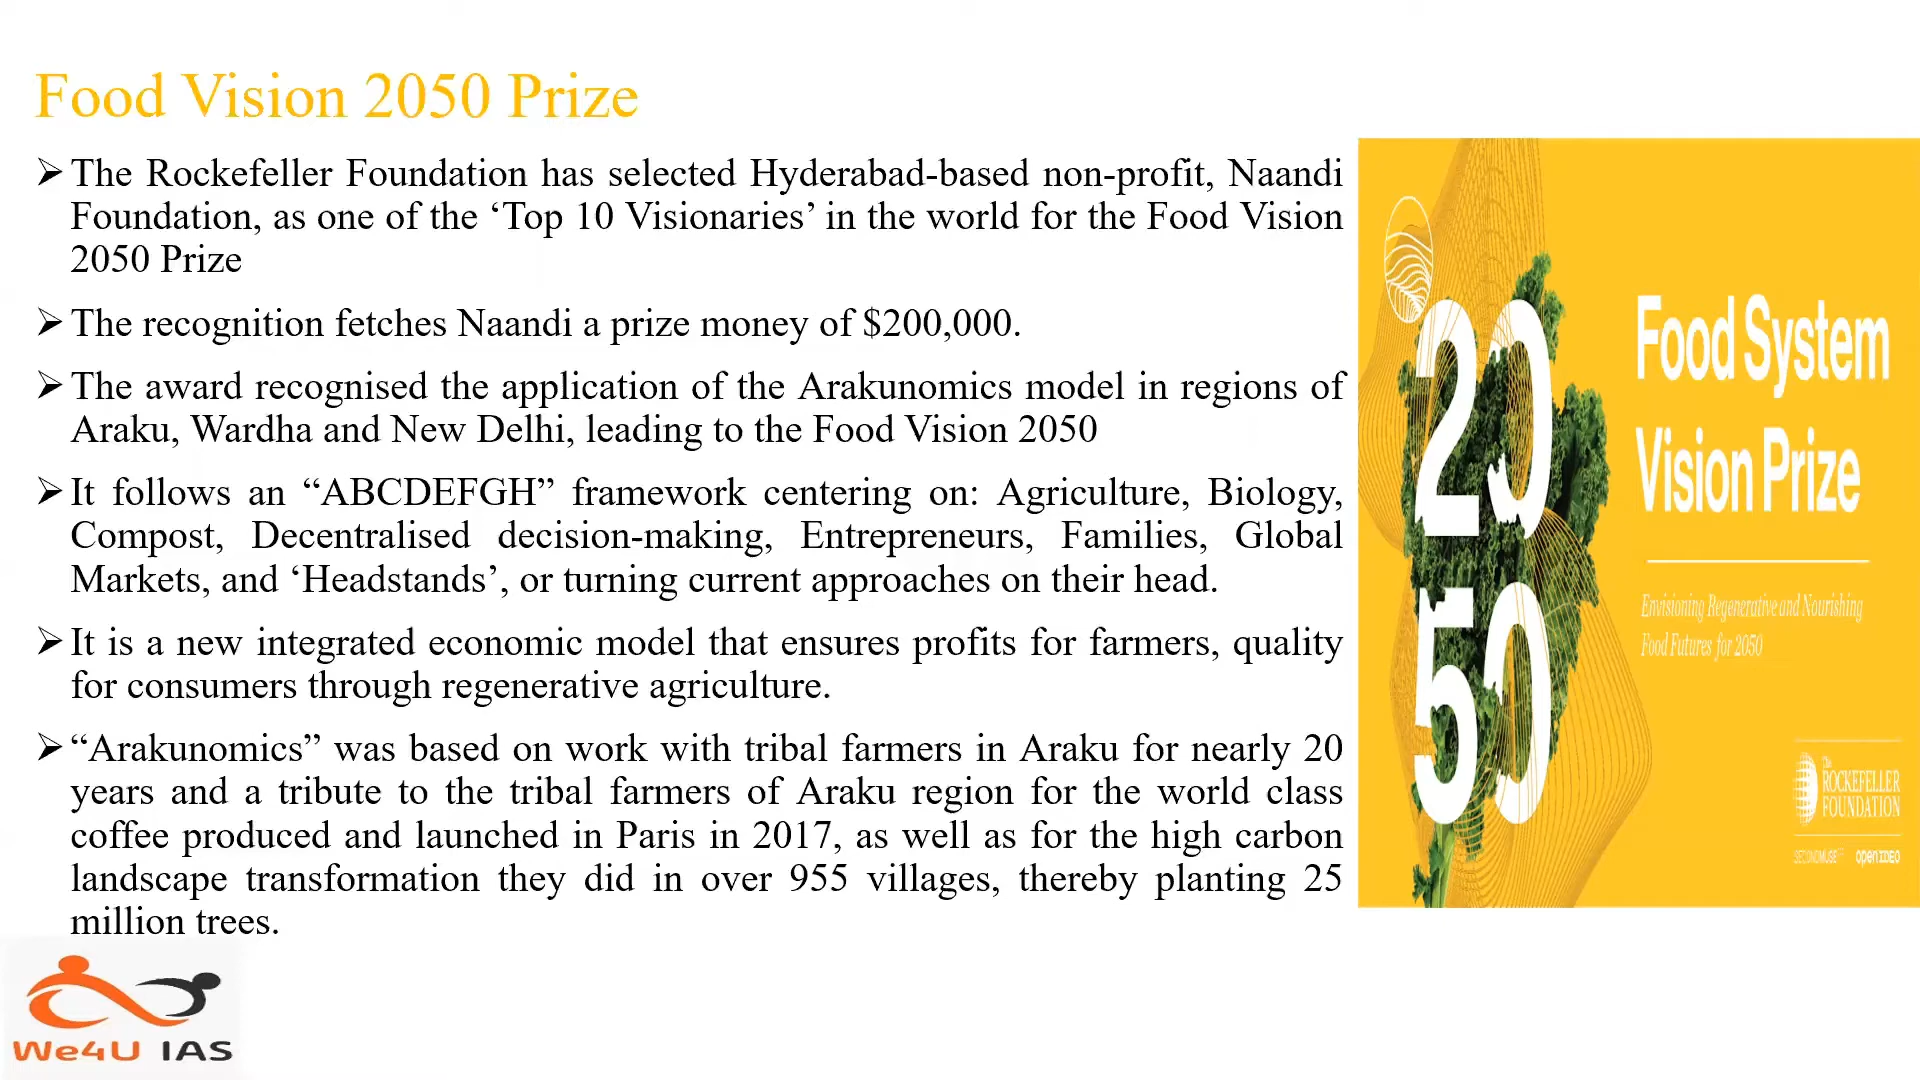 Food Vision 2050 Prize
➢The Rockefeller Foundation has selected Hyderabad-based non-profit, Naandi
Foundation, as one of the ‘Top 10 Visionaries’ in the world for the Food Vision
2050 Prize
➢The recognition fetches Naandi a prize money of $200,000.
➢The award recognised the application of the Arakunomics model in regions of
Araku, Wardha and New Delhi, leading to the Food Vision 2050
➢It follows an “ABCDEFGH” framework centering on: Agriculture, Biology,
Compost, Decentralised decision-making, Entrepreneurs, Families, Global
Markets, and ‘Headstands’, or turning current approaches on their head.
➢It is a new integrated economic model that ensures profits for farmers, quality
for consumers through regenerative agriculture.
➢“Arakunomics” was based on work with tribal farmers in Araku for nearly 20
years and a tribute to the tribal farmers of Araku region for the world class
coffee produced and launched in Paris in 2017, as well as for the high carbon
landscape transformation they did in over 955 villages, thereby planting 25
million trees.
20
50
Food System
Vision Prize
Envisioning Regenerative and Nourishing
Food Futures for 2050
The
ROCKEFELLER
FOUNDATION
SECONDMUSE OPENIDEO
We4U IAS